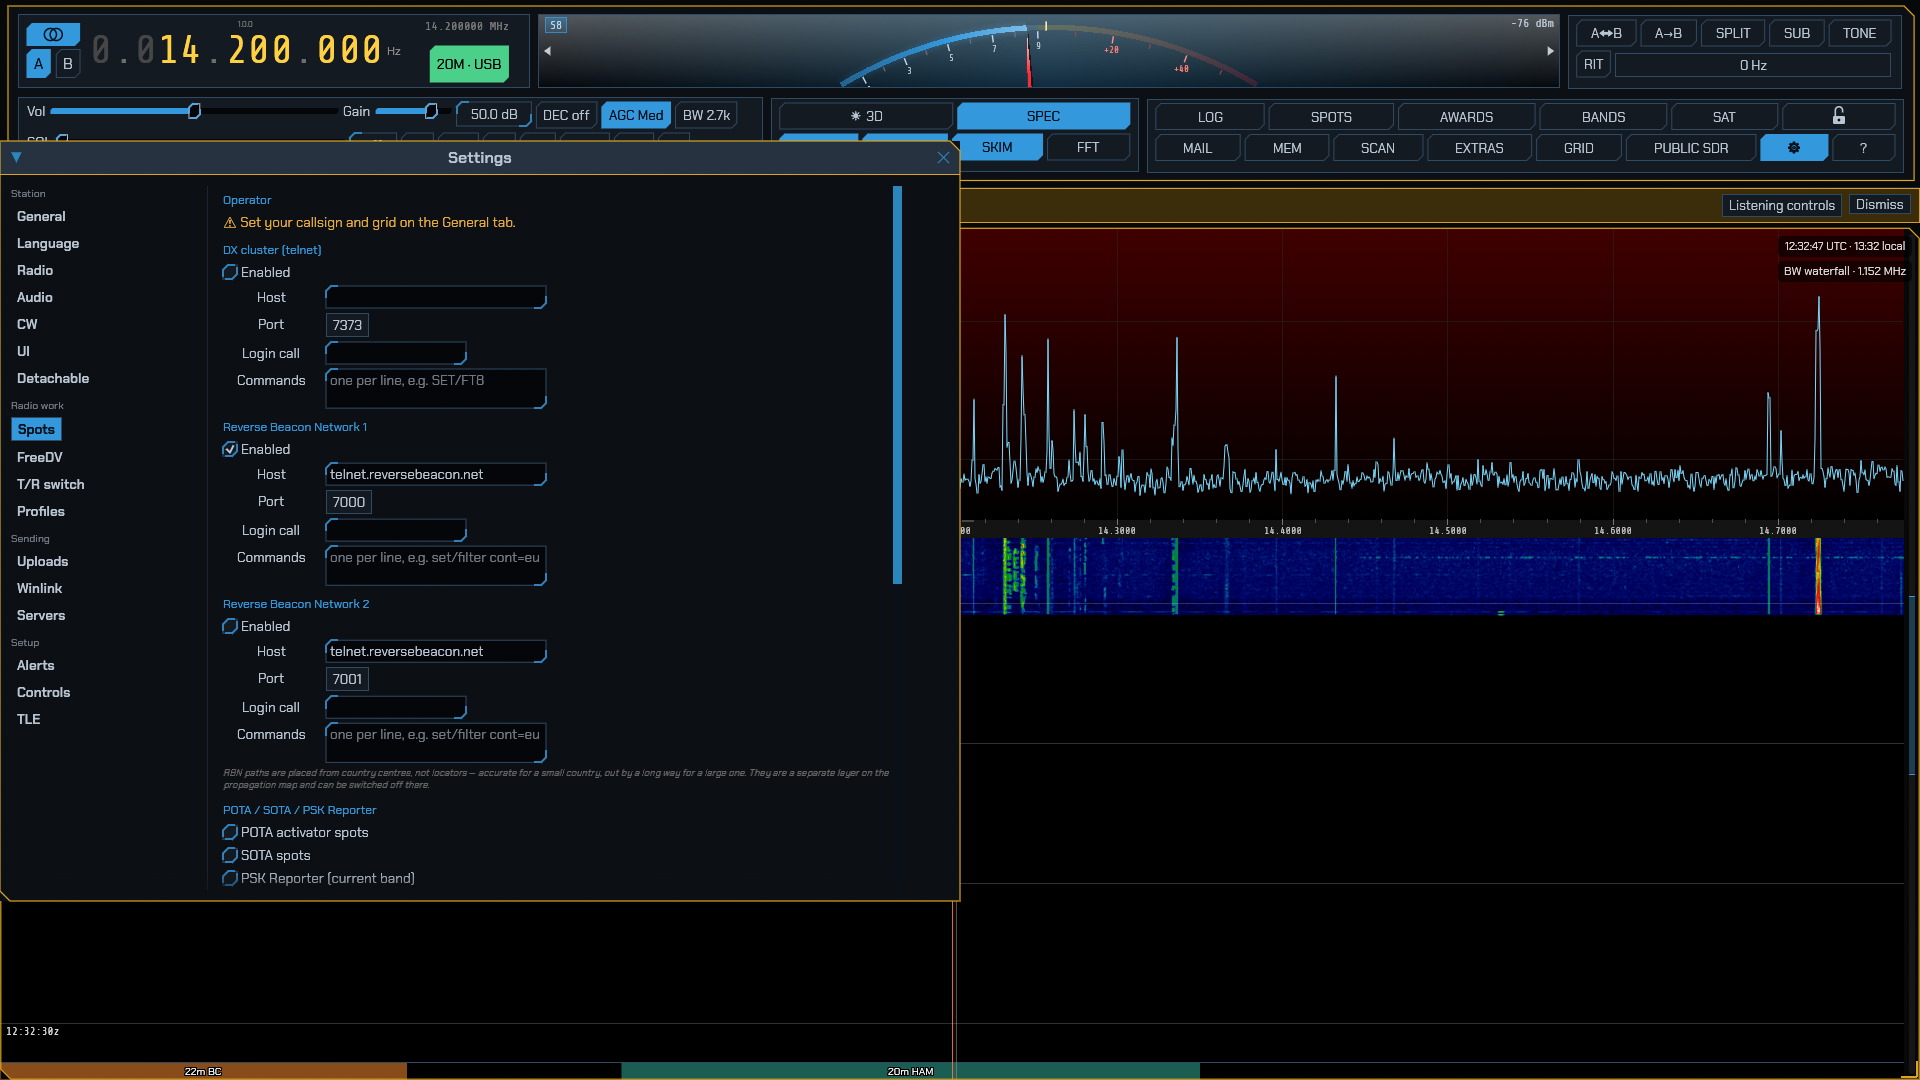 1.0.0
14.200000 MHz
A B
0.014.200.000 Hz
20M · USB
S8
3 5 7 9 +20 +40
-76 dBm
A⬌B A→B SPLIT SUB TONE
RIT 0 Hz
Vol Gain 50.0 dB DEC off AGC Med BW 2.7k
☀ 3D SPEC
SKIM FFT
LOG SPOTS AWARDS BANDS SAT
MAIL MEM SCAN EXTRAS GRID PUBLIC SDR ?
Settings
Listening controls Dismiss
Station
General
Language
Radio
Audio
CW
UI
Detachable
Radio work
Spots
FreeDV
T/R switch
Profiles
Sending
Uploads
Winlink
Servers
Setup
Alerts
Controls
TLE
Operator
⚠ Set your callsign and grid on the General tab.
DX cluster (telnet)
Enabled
Host
Port 7373
Login call
Commands one per line, e.g. SET/FT8
Reverse Beacon Network 1
Enabled
Host telnet.reversebeacon.net
Port 7000
Login call
Commands one per line, e.g. set/filter cont=eu
Reverse Beacon Network 2
Enabled
Host telnet.reversebeacon.net
Port 7001
Login call
Commands one per line, e.g. set/filter cont=eu
RBN paths are placed from country centres, not locators — accurate for a small country, out by a long way for a large one. They are a separate layer on the
propagation map and can be switched off there.
POTA / SOTA / PSK Reporter
POTA activator spots
SOTA spots
PSK Reporter (current band)
12:32:47 UTC · 13:32 local
BW waterfall · 1.152 MHz
14.3000 14.4000 14.5000 14.6000 14.7000
12:32:30z
22m BC 20m HAM